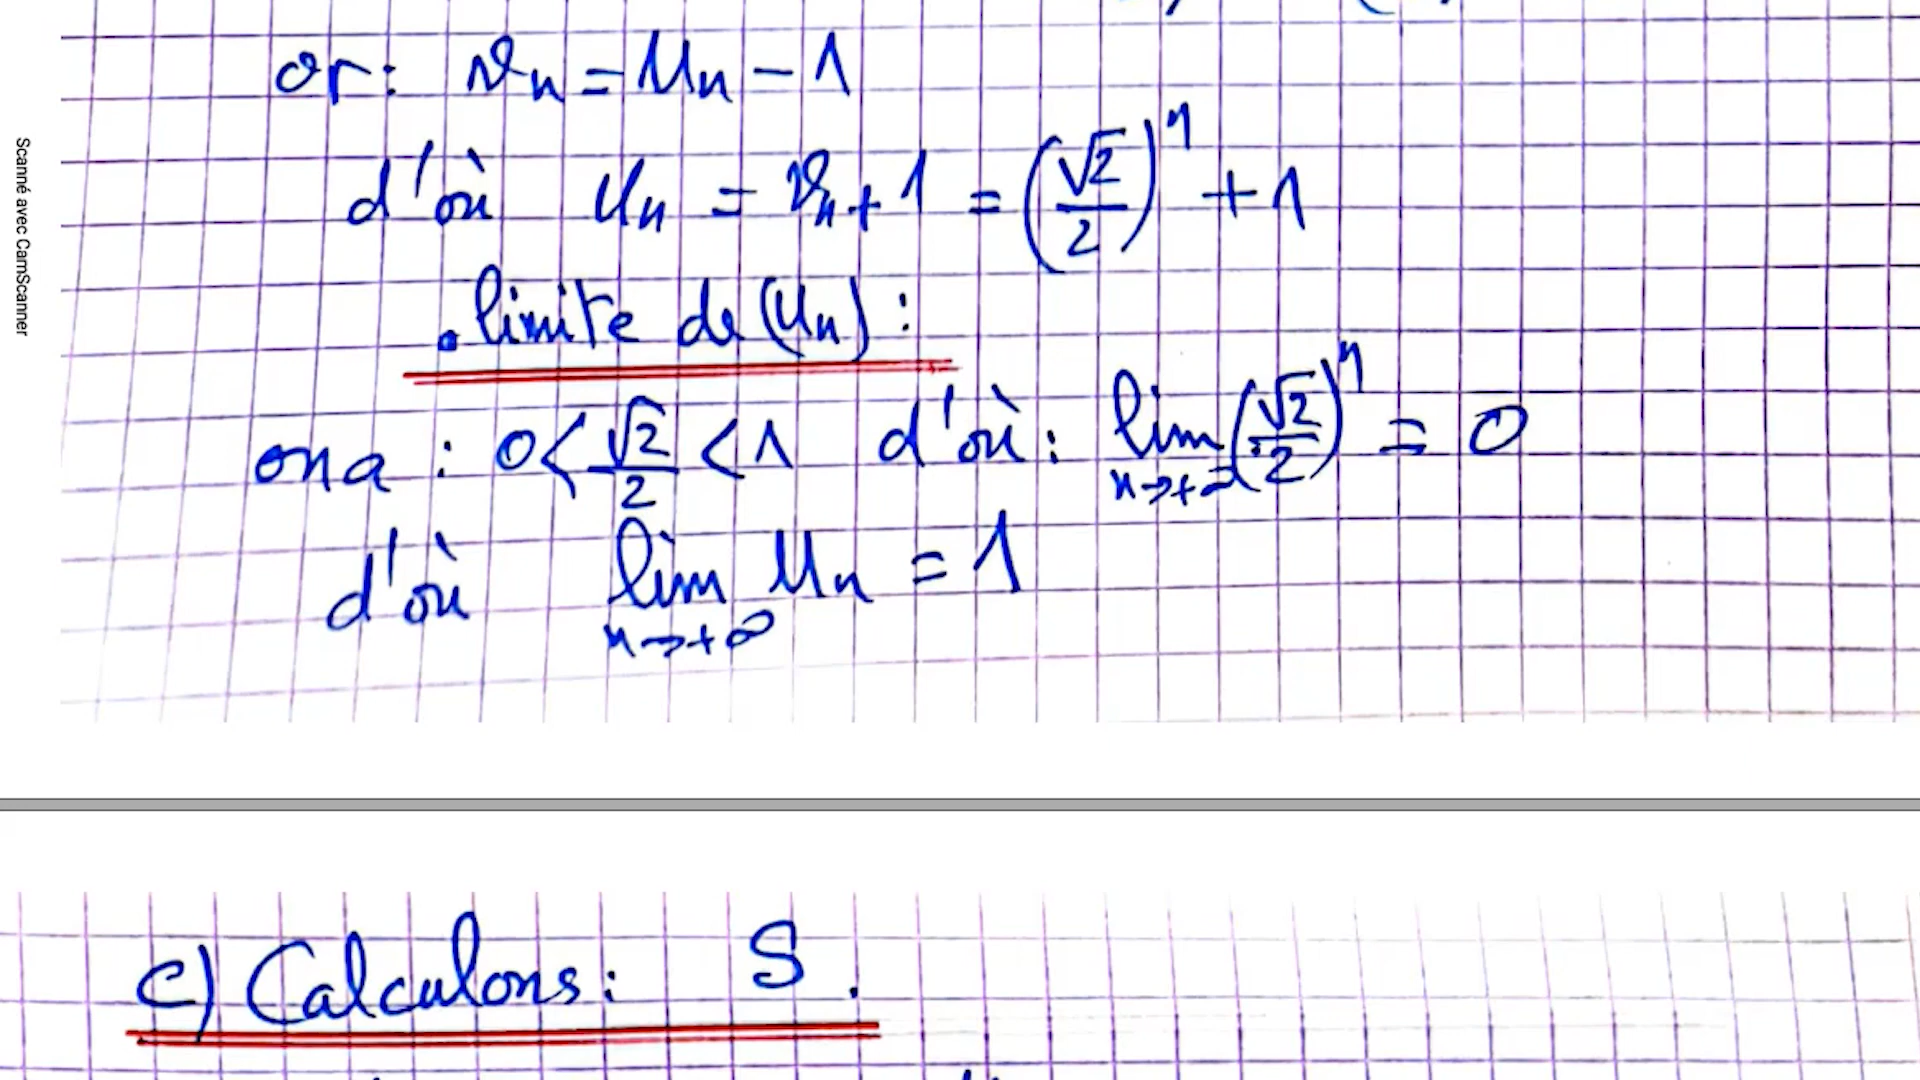 Scanné avec CamScanner
or: vn = Un - 1
d'où Un = vn + 1 = (√2/2)^n + 1
. limite de (Un) :
on a : 0 < √2/2 < 1 d'où : lim n→+∞ (√2/2)^n = 0
d'où lim n→+∞ Un = 1
c) Calculons : S.